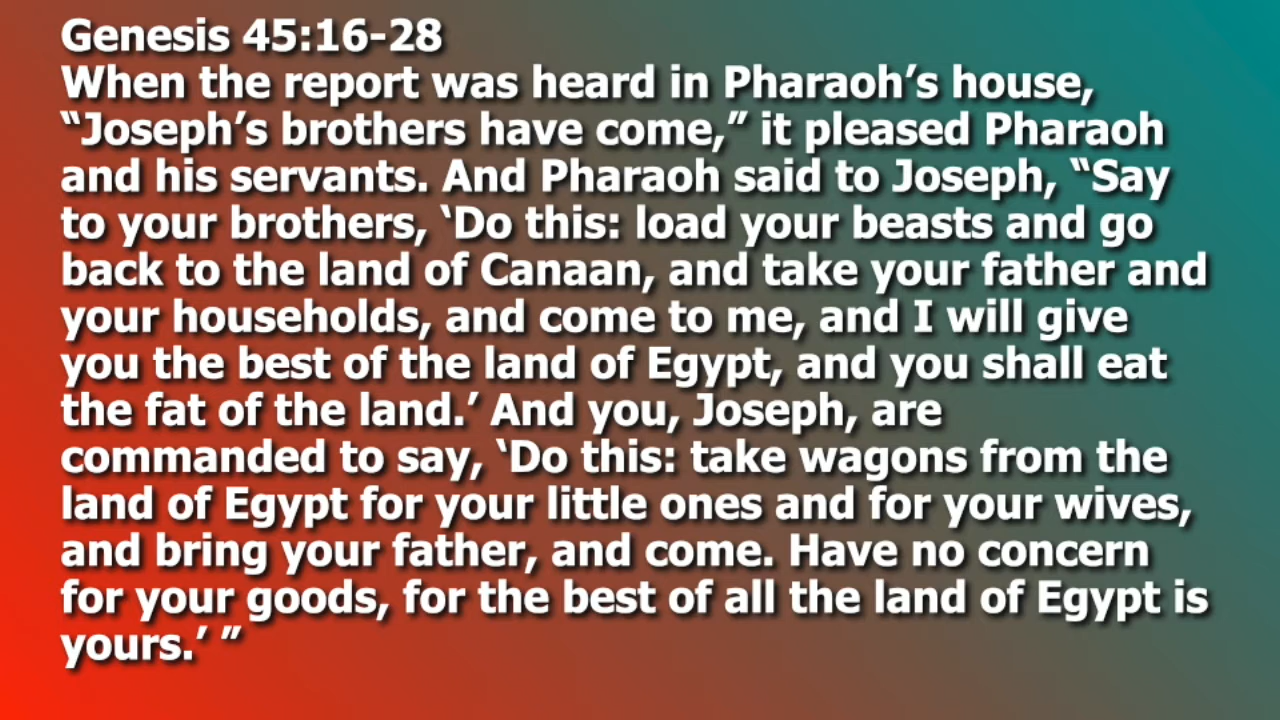 Genesis 45:16-28
When the report was heard in Pharaoh’s house,
“Joseph’s brothers have come,” it pleased Pharaoh
and his servants. And Pharaoh said to Joseph, “Say
to your brothers, ‘Do this: load your beasts and go
back to the land of Canaan, and take your father and
your households, and come to me, and I will give
you the best of the land of Egypt, and you shall eat
the fat of the land.’ And you, Joseph, are
commanded to say, ‘Do this: take wagons from the
land of Egypt for your little ones and for your wives,
and bring your father, and come. Have no concern
for your goods, for the best of all the land of Egypt is
yours.’ ”